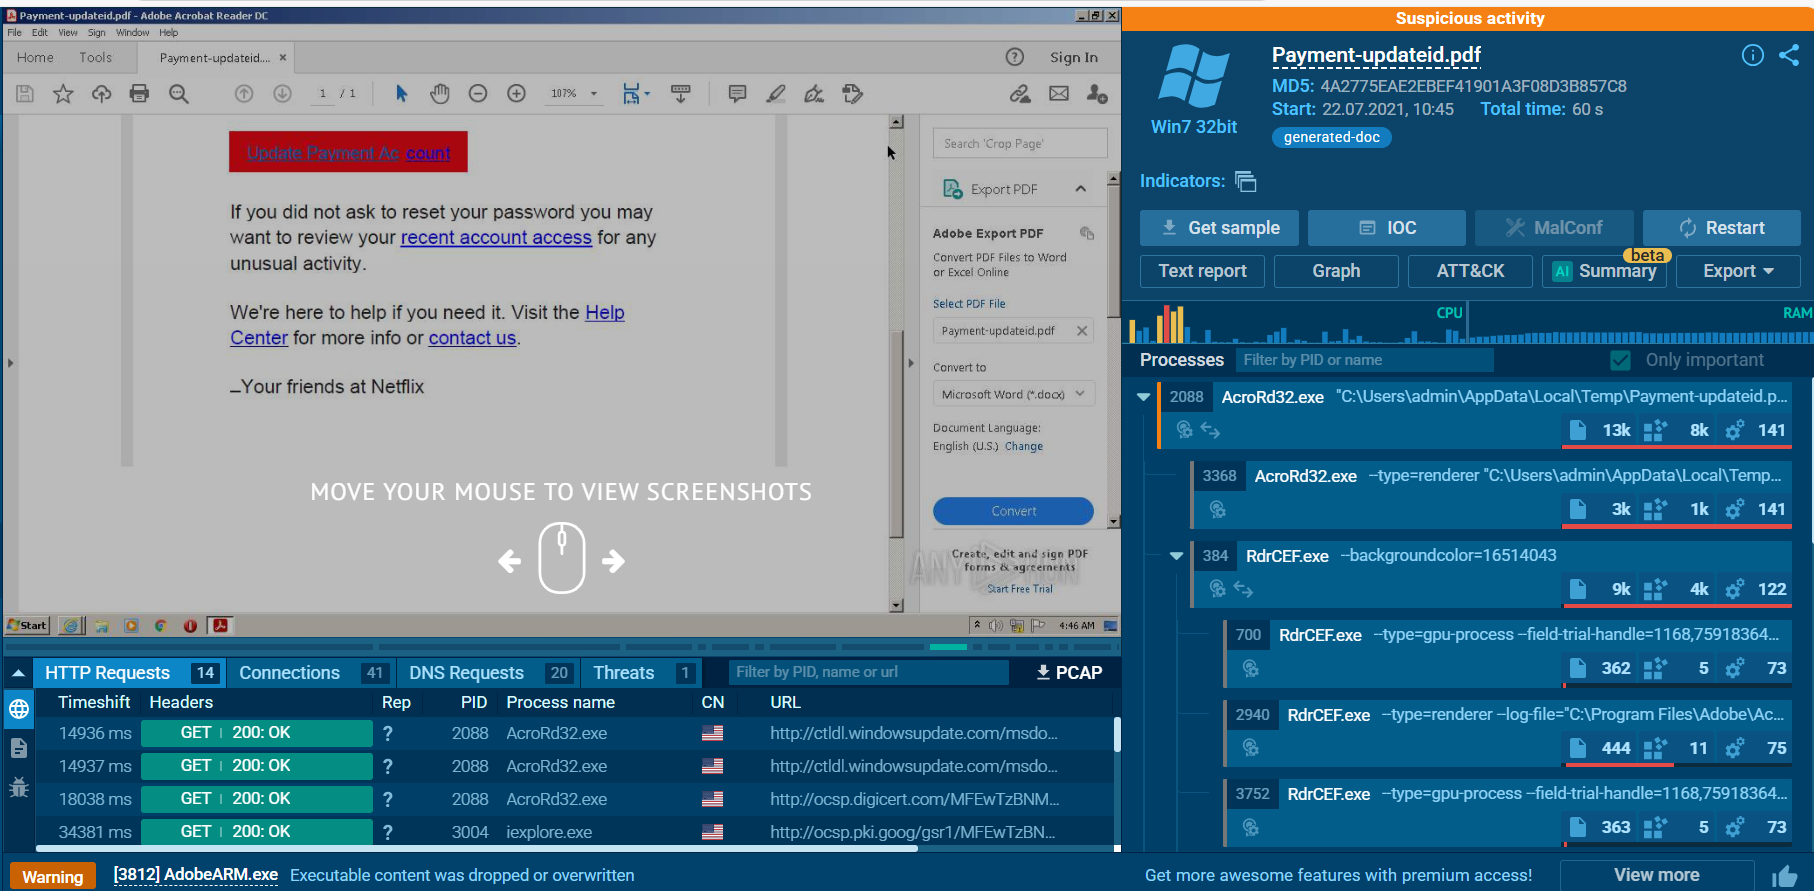 Payment-updateid.pdf - Adobe Acrobat Reader DC
File Edit View Sign Window Help
Home Tools Payment-updateid.... × Sign In
1 / 1 107%
Update Payment Ac count
If you did not ask to reset your password you may
want to review your recent account access for any
unusual activity.
We're here to help if you need it. Visit the Help
Center for more info or contact us.
_Your friends at Netflix
Search 'Crop Page'
Export PDF
Adobe Export PDF
Convert PDF Files to Word
or Excel Online
Select PDF File
Payment-updateid.pdf
Convert to
Microsoft Word (*.docx)
Document Language:
English (U.S.) Change
Convert
Create, edit and sign PDF
forms & agreements
Start Free Trial
MOVE YOUR MOUSE TO VIEW SCREENSHOTS
ANY RUN
Start 4:46 AM
HTTP Requests 14 Connections 41 DNS Requests 20 Threats 1 Filter by PID, name or url PCAP
Timeshift Headers Rep PID Process name CN URL
14936 ms GET 200: OK ? 2088 AcroRd32.exe http://ctldl.windowsupdate.com/msdo...
14937 ms GET 200: OK ? 2088 AcroRd32.exe http://ctldl.windowsupdate.com/msdo...
18038 ms GET 200: OK ? 2088 AcroRd32.exe http://ocsp.digicert.com/MFEwTzBNM...
34381 ms GET 200: OK ? 3004 iexplore.exe http://ocsp.pki.goog/gsr1/MFEwTzBN...
Warning [3812] AdobeARM.exe Executable content was dropped or overwritten
Suspicious activity
Win7 32bit
Payment-updateid.pdf
MD5: 4A2775EAE2EBEF41901A3F08D3B857C8
Start: 22.07.2021, 10:45 Total time: 60 s
generated-doc
Indicators:
Get sample IOC MalConf Restart
Text report Graph ATT&CK AI Summary beta Export
CPU RAM
Processes Filter by PID or name Only important
2088 AcroRd32.exe "C:\Users\admin\AppData\Local\Temp\Payment-updateid.p...
13k 8k 141
3368 AcroRd32.exe --type=renderer "C:\Users\admin\AppData\Local\Temp...
3k 1k 141
384 RdrCEF.exe --backgroundcolor=16514043
9k 4k 122
700 RdrCEF.exe --type=gpu-process --field-trial-handle=1168,75918364...
362 5 73
2940 RdrCEF.exe --type=renderer --log-file="C:\Program Files\Adobe\Ac...
444 11 75
3752 RdrCEF.exe --type=gpu-process --field-trial-handle=1168,75918364...
363 5 73
Get more awesome features with premium access! View more